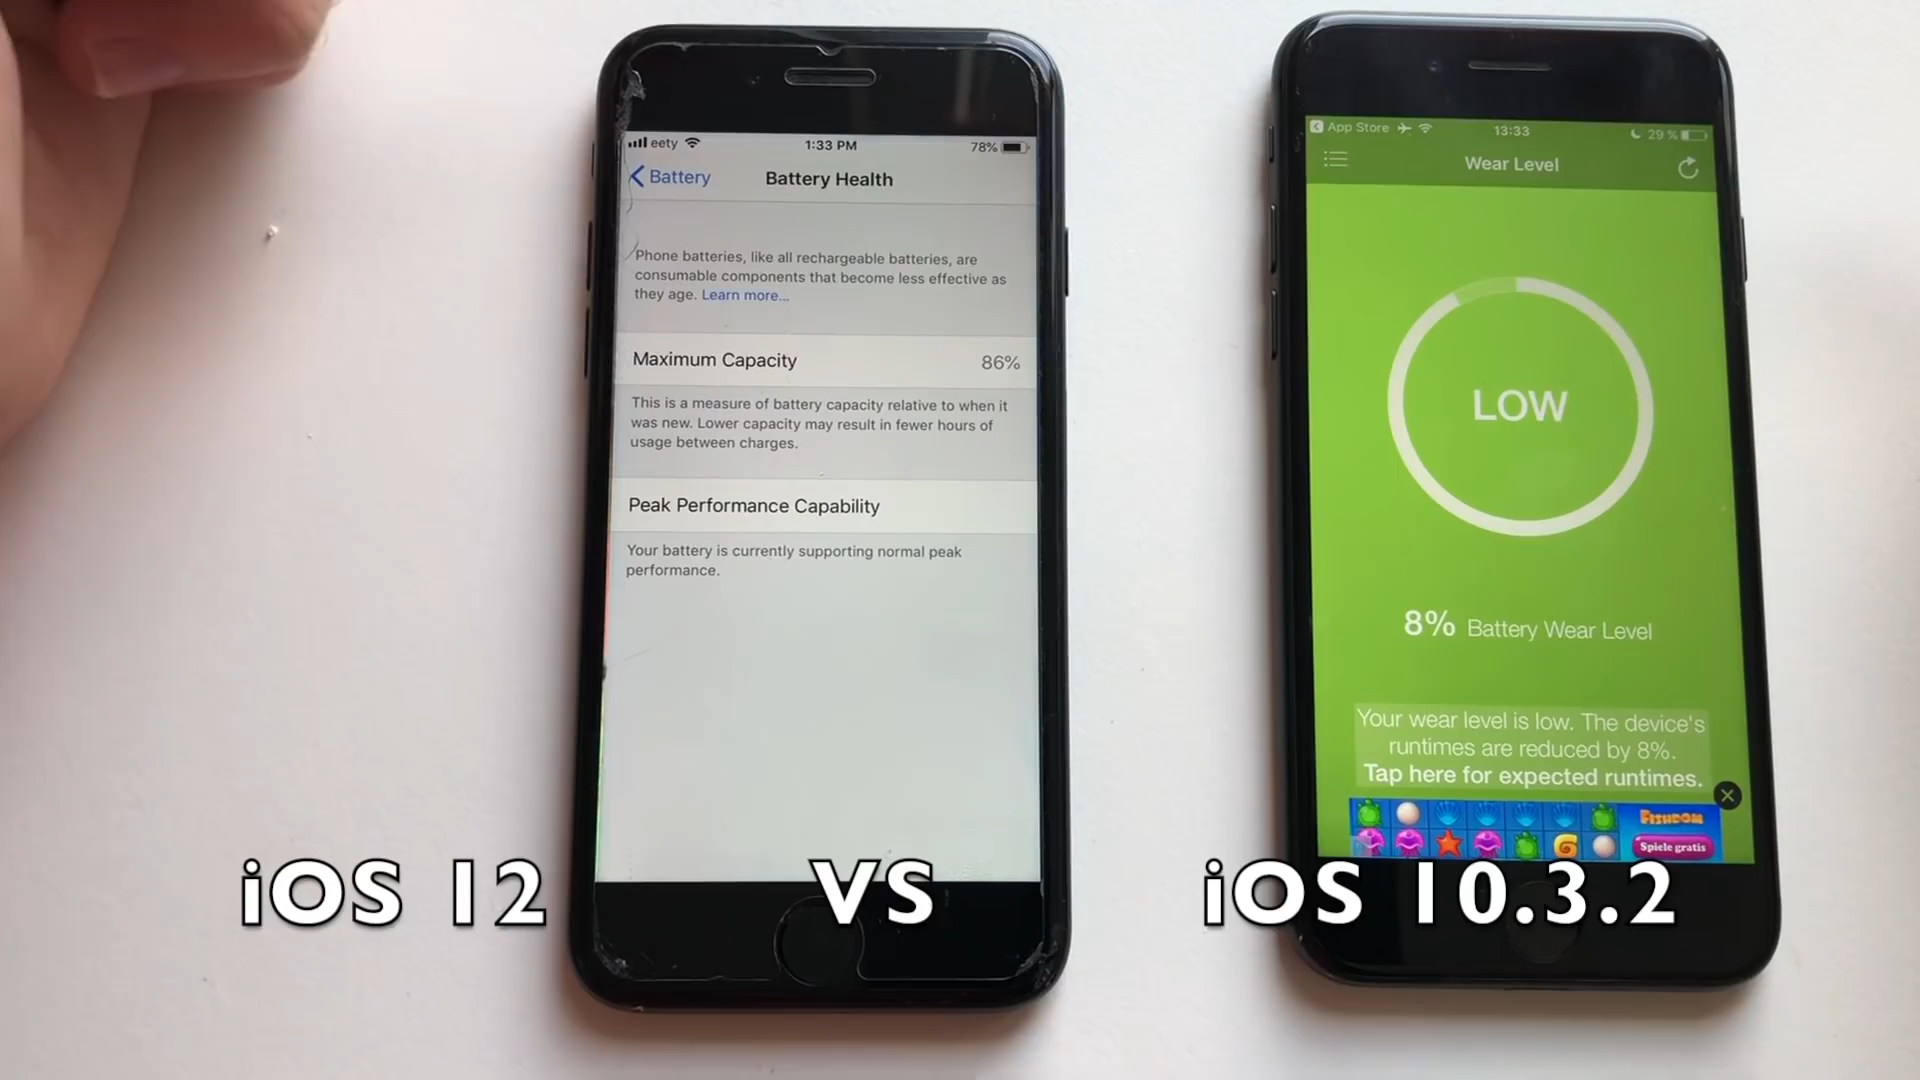 eety
1:33 PM
78%
Battery
Battery Health
Phone batteries, like all rechargeable batteries, are
consumable components that become less effective as
they age. Learn more...
Maximum Capacity
86%
This is a measure of battery capacity relative to when it
was new. Lower capacity may result in fewer hours of
usage between charges.
Peak Performance Capability
Your battery is currently supporting normal peak
performance.
App Store
13:33
29 %
Wear Level
LOW
8% Battery Wear Level
Your wear level is low. The device's
runtimes are reduced by 8%.
Tap here for expected runtimes.
FISHDOM
Spiele gratis
iOS 12 VS iOS 10.3.2